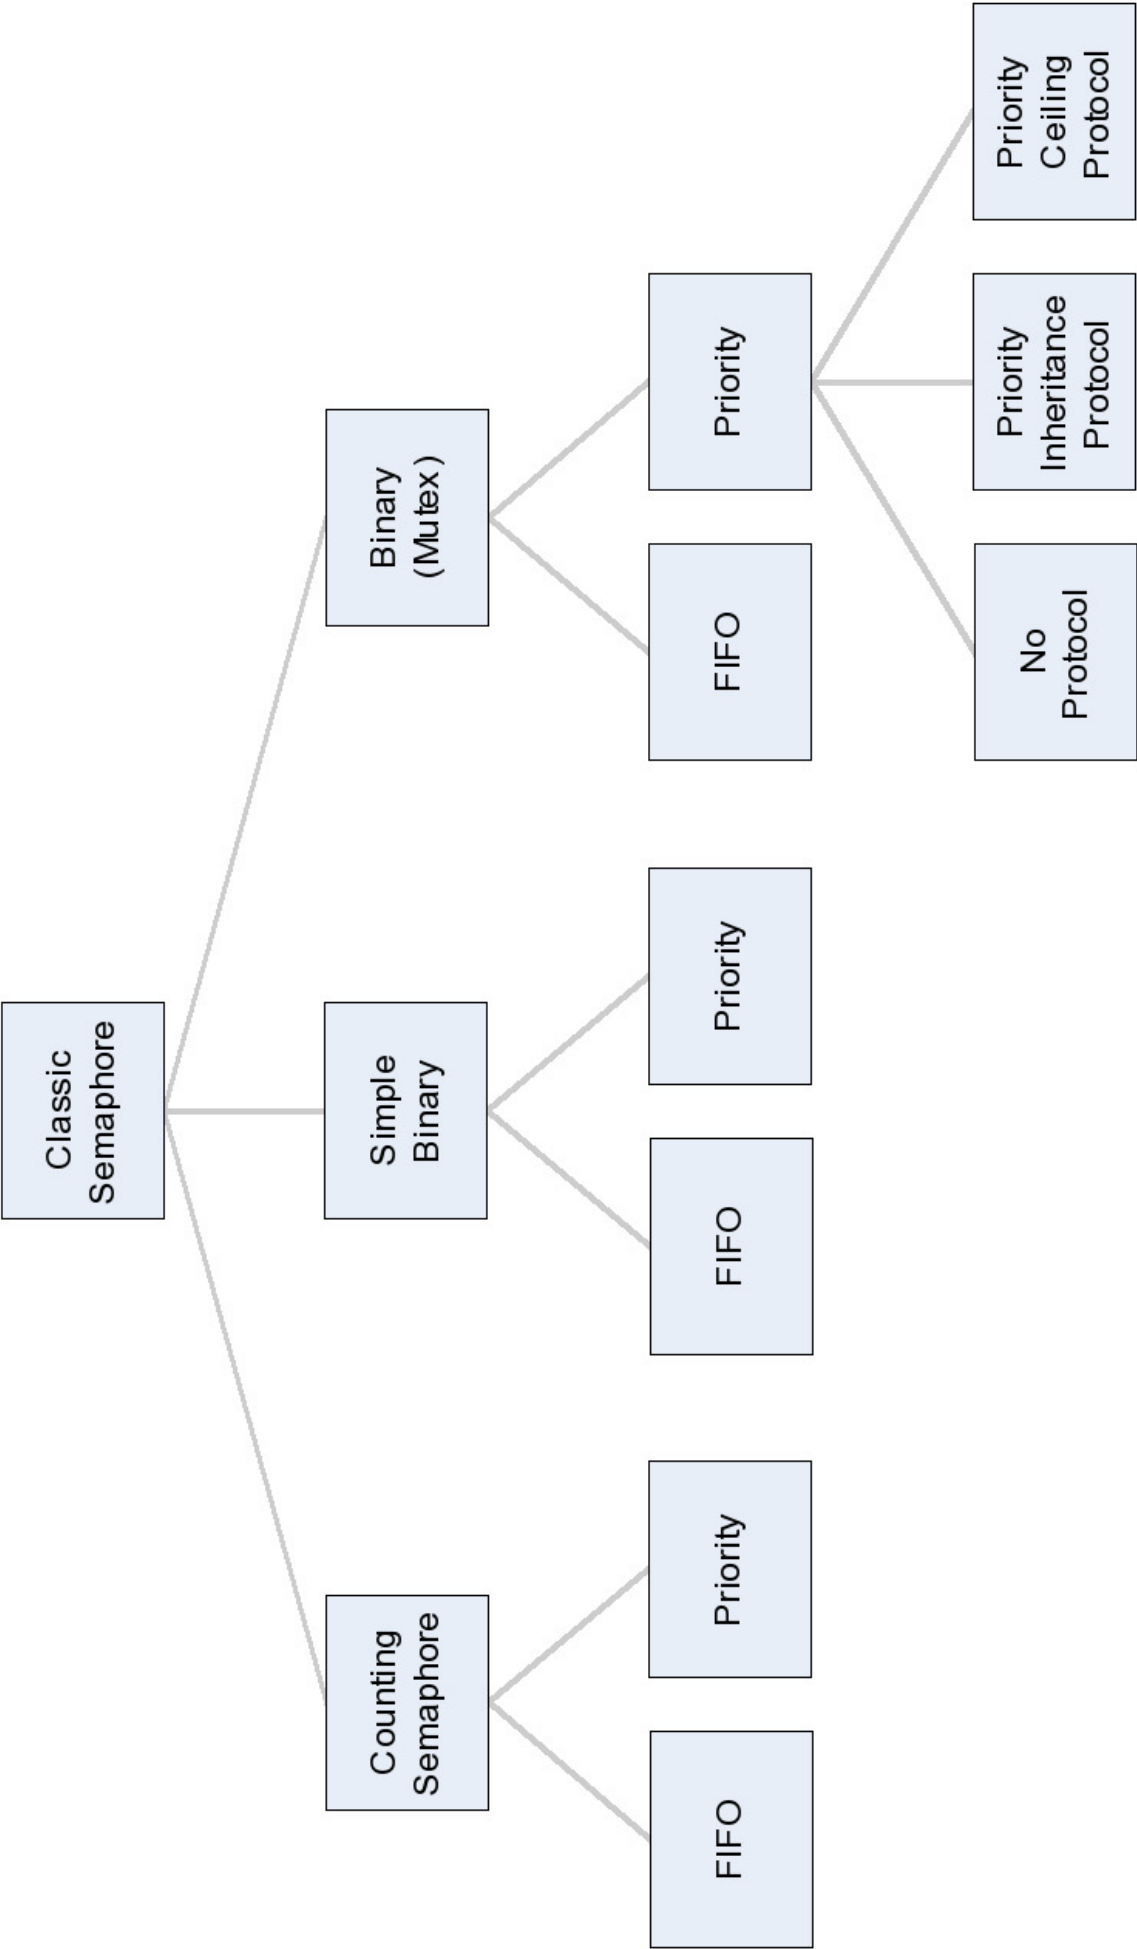 Classic
Semaphore
Counting
Semaphore
Simple
Binary
Binary
(Mutex)
FIFO
Priority
FIFO
Priority
FIFO
Priority
No
Protocol
Priority
Inheritance
Protocol
Priority
Ceiling
Protocol